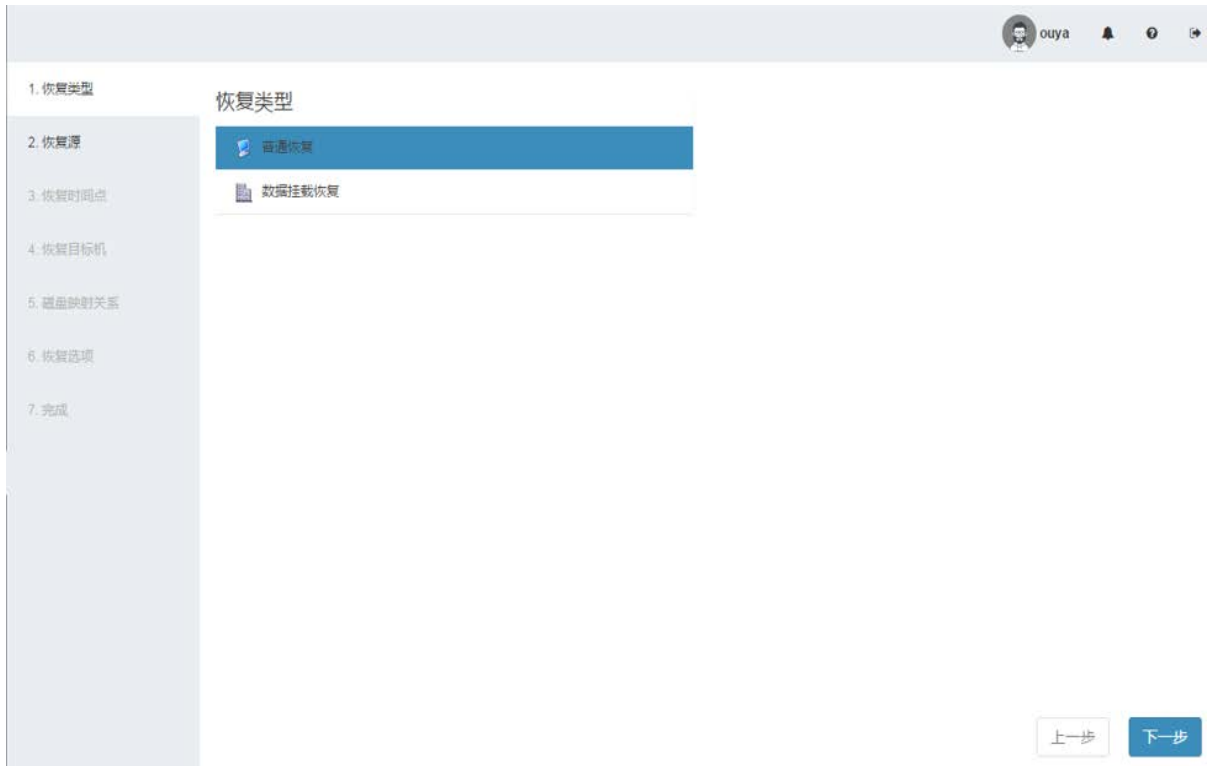 ouya
1. 恢复类型
2. 恢复源
3. 恢复时间点
4. 恢复目标机
5. 磁盘映射关系
6. 恢复选项
7. 完成
恢复类型
普通恢复
数据挂载恢复
上一步
下一步